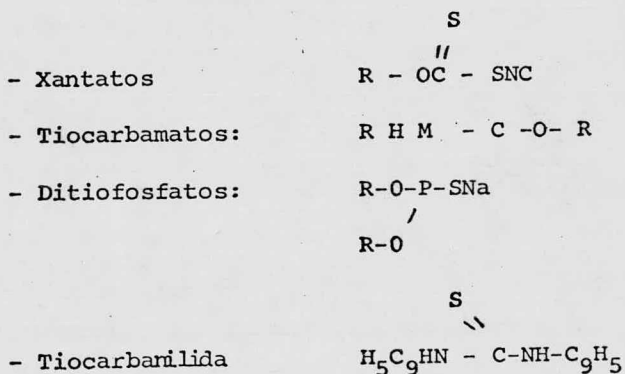 S
//
- Xantatos R - OC - SNC
- Tiocarbamatos: R H M - C -O- R
- Ditiofosfatos: R-O-P-SNa
/
R-O
S
\\
- Tiocarbanilida H5C9HN - C-NH-C9H5